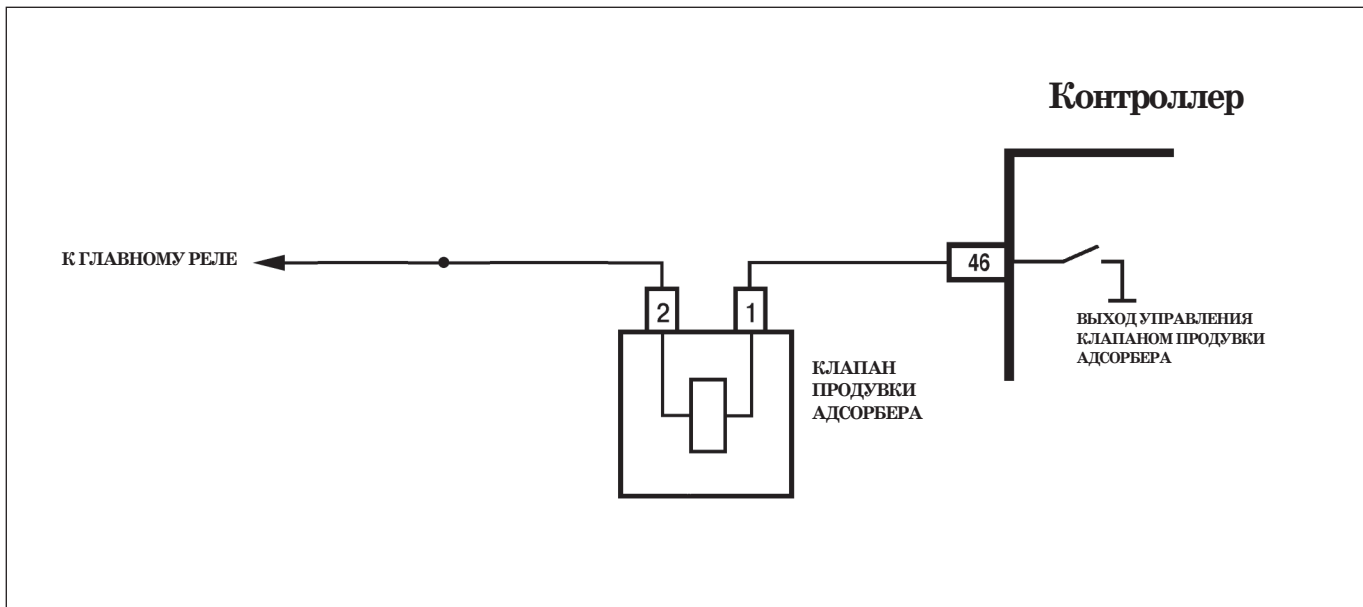 Контроллер
К ГЛАВНОМУ РЕЛЕ
46
2
1
ВЫХОД УПРАВЛЕНИЯ
КЛАПАНОМ ПРОДУВКИ
АДСОРБЕРА
КЛАПАН
ПРОДУВКИ
АДСОРБЕРА